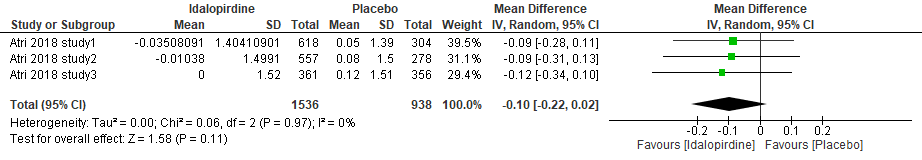 Idalopirdine Placebo Mean Difference Mean Difference
Study or Subgroup Mean SD Total Mean SD Total Weight IV, Random, 95% CI IV, Random, 95% CI
Atri 2018 study1 -0.03508091 1.40410901 618 0.05 1.39 304 39.5% -0.09 [-0.28, 0.11]
Atri 2018 study2 -0.01038 1.4991 557 0.08 1.5 278 31.1% -0.09 [-0.31, 0.13]
Atri 2018 study3 0 1.52 361 0.12 1.51 356 29.4% -0.12 [-0.34, 0.10]
Total (95% CI) 1536 938 100.0% -0.10 [-0.22, 0.02]
Heterogeneity: Tau² = 0.00; Chi² = 0.06, df = 2 (P = 0.97); I² = 0%
Test for overall effect: Z = 1.58 (P = 0.11)
-0.2 -0.1 0 0.1 0.2
Favours [Idalopirdine] Favours [Placebo]